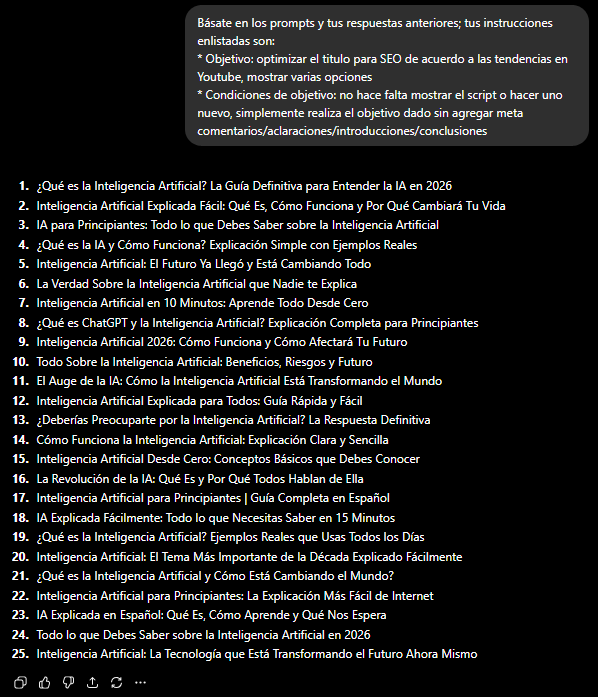 Básate en los prompts y tus respuestas anteriores; tus instrucciones
enlistadas son:
* Objetivo: optimizar el titulo para SEO de acuerdo a las tendencias en
Youtube, mostrar varias opciones
* Condiciones de objetivo: no hace falta mostrar el script o hacer uno
nuevo, simplemente realiza el objetivo dado sin agregar meta
comentarios/aclaraciones/introducciones/conclusiones
1. ¿Qué es la Inteligencia Artificial? La Guía Definitiva para Entender la IA en 2026
2. Inteligencia Artificial Explicada Fácil: Qué Es, Cómo Funciona y Por Qué Cambiará Tu Vida
3. IA para Principiantes: Todo lo que Debes Saber sobre la Inteligencia Artificial
4. ¿Qué es la IA y Cómo Funciona? Explicación Simple con Ejemplos Reales
5. Inteligencia Artificial: El Futuro Ya Llegó y Está Cambiando Todo
6. La Verdad Sobre la Inteligencia Artificial que Nadie te Explica
7. Inteligencia Artificial en 10 Minutos: Aprende Todo Desde Cero
8. ¿Qué es ChatGPT y la Inteligencia Artificial? Explicación Completa para Principiantes
9. Inteligencia Artificial 2026: Cómo Funciona y Cómo Afectará Tu Futuro
10. Todo Sobre la Inteligencia Artificial: Beneficios, Riesgos y Futuro
11. El Auge de la IA: Cómo la Inteligencia Artificial Está Transformando el Mundo
12. Inteligencia Artificial Explicada para Todos: Guía Rápida y Fácil
13. ¿Deberías Preocuparte por la Inteligencia Artificial? La Respuesta Definitiva
14. Cómo Funciona la Inteligencia Artificial: Explicación Clara y Sencilla
15. Inteligencia Artificial Desde Cero: Conceptos Básicos que Debes Conocer
16. La Revolución de la IA: Qué Es y Por Qué Todos Hablan de Ella
17. Inteligencia Artificial para Principiantes | Guía Completa en Español
18. IA Explicada Fácilmente: Todo lo que Necesitas Saber en 15 Minutos
19. ¿Qué es la Inteligencia Artificial? Ejemplos Reales que Usas Todos los Días
20. Inteligencia Artificial: El Tema Más Importante de la Década Explicado Fácilmente
21. ¿Qué es la Inteligencia Artificial y Cómo Está Cambiando el Mundo?
22. Inteligencia Artificial para Principiantes: La Explicación Más Fácil de Internet
23. IA Explicada en Español: Qué Es, Cómo Aprende y Qué Nos Espera
24. Todo lo que Debes Saber sobre la Inteligencia Artificial en 2026
25. Inteligencia Artificial: La Tecnología que Está Transformando el Futuro Ahora Mismo